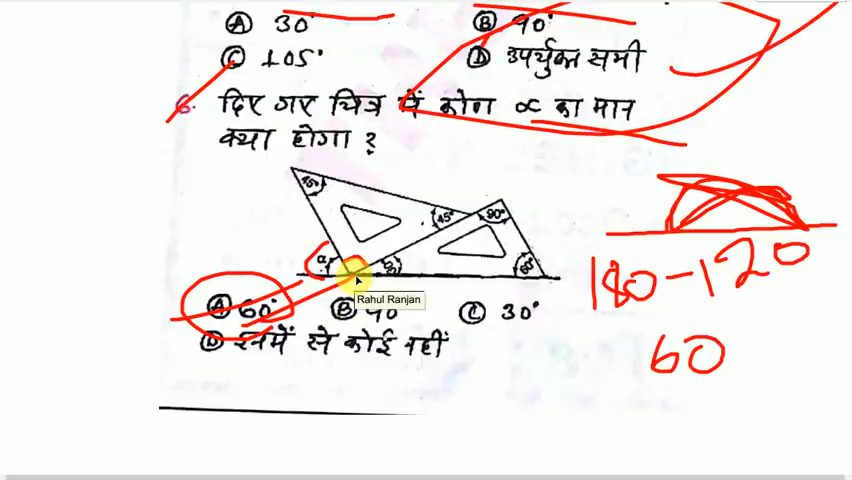 Ⓐ 30° Ⓑ 90°
Ⓒ 105° Ⓓ उपर्युक्त सभी
6. दिए गए चित्र में कोण ∝ का मान
क्या होगा ?
45°
45°
90°
α
60°
180-120
Rahul Ranjan
Ⓐ 60° Ⓑ 90 Ⓒ 30°
Ⓓ इनमें से कोई नहीं
60